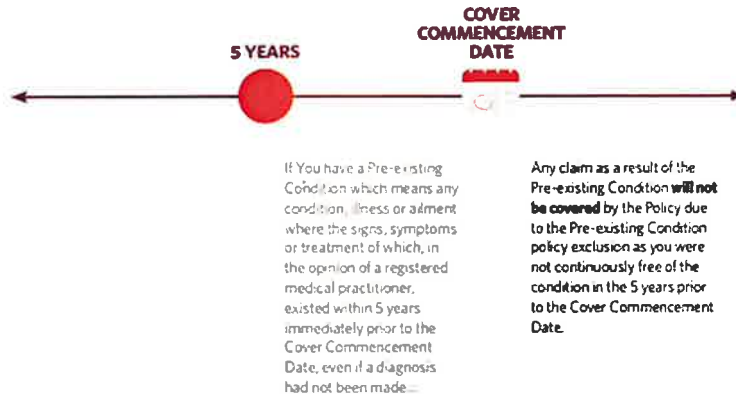 COVER
COMMENCEMENT
DATE
5 YEARS
If You have a Pre-existing
Condition which means any
condition, illness or ailment
where the signs, symptoms
or treatment of which, in
the opinion of a registered
medical practitioner,
existed within 5 years
immediately prior to the
Cover Commencement
Date, even if a diagnosis
had not been made...
Any claim as a result of the
Pre-existing Condition will not
be covered by the Policy due
to the Pre-existing Condition
policy exclusion as you were
not continuously free of the
condition in the 5 years prior
to the Cover Commencement
Date.